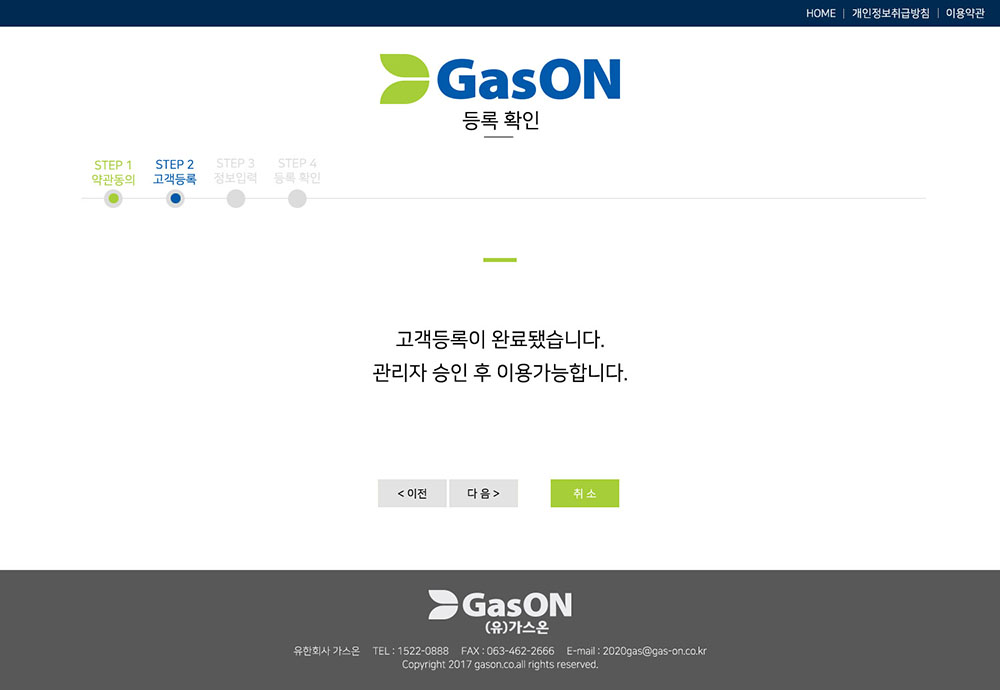 HOME | 개인정보취급방침 | 이용약관
GasON
등록 확인
STEP 1 STEP 2 STEP 3 STEP 4
약관동의 고객등록 정보입력 등록 확인
고객등록이 완료됐습니다.
관리자 승인 후 이용가능합니다.
< 이전 다 음 > 취 소
GasON
(유)가스온
유한회사 가스온 TEL : 1522-0888 FAX : 063-462-2666 E-mail : 2020gas@gas-on.co.kr
Copyright 2017 gason.co.all rights reserved.